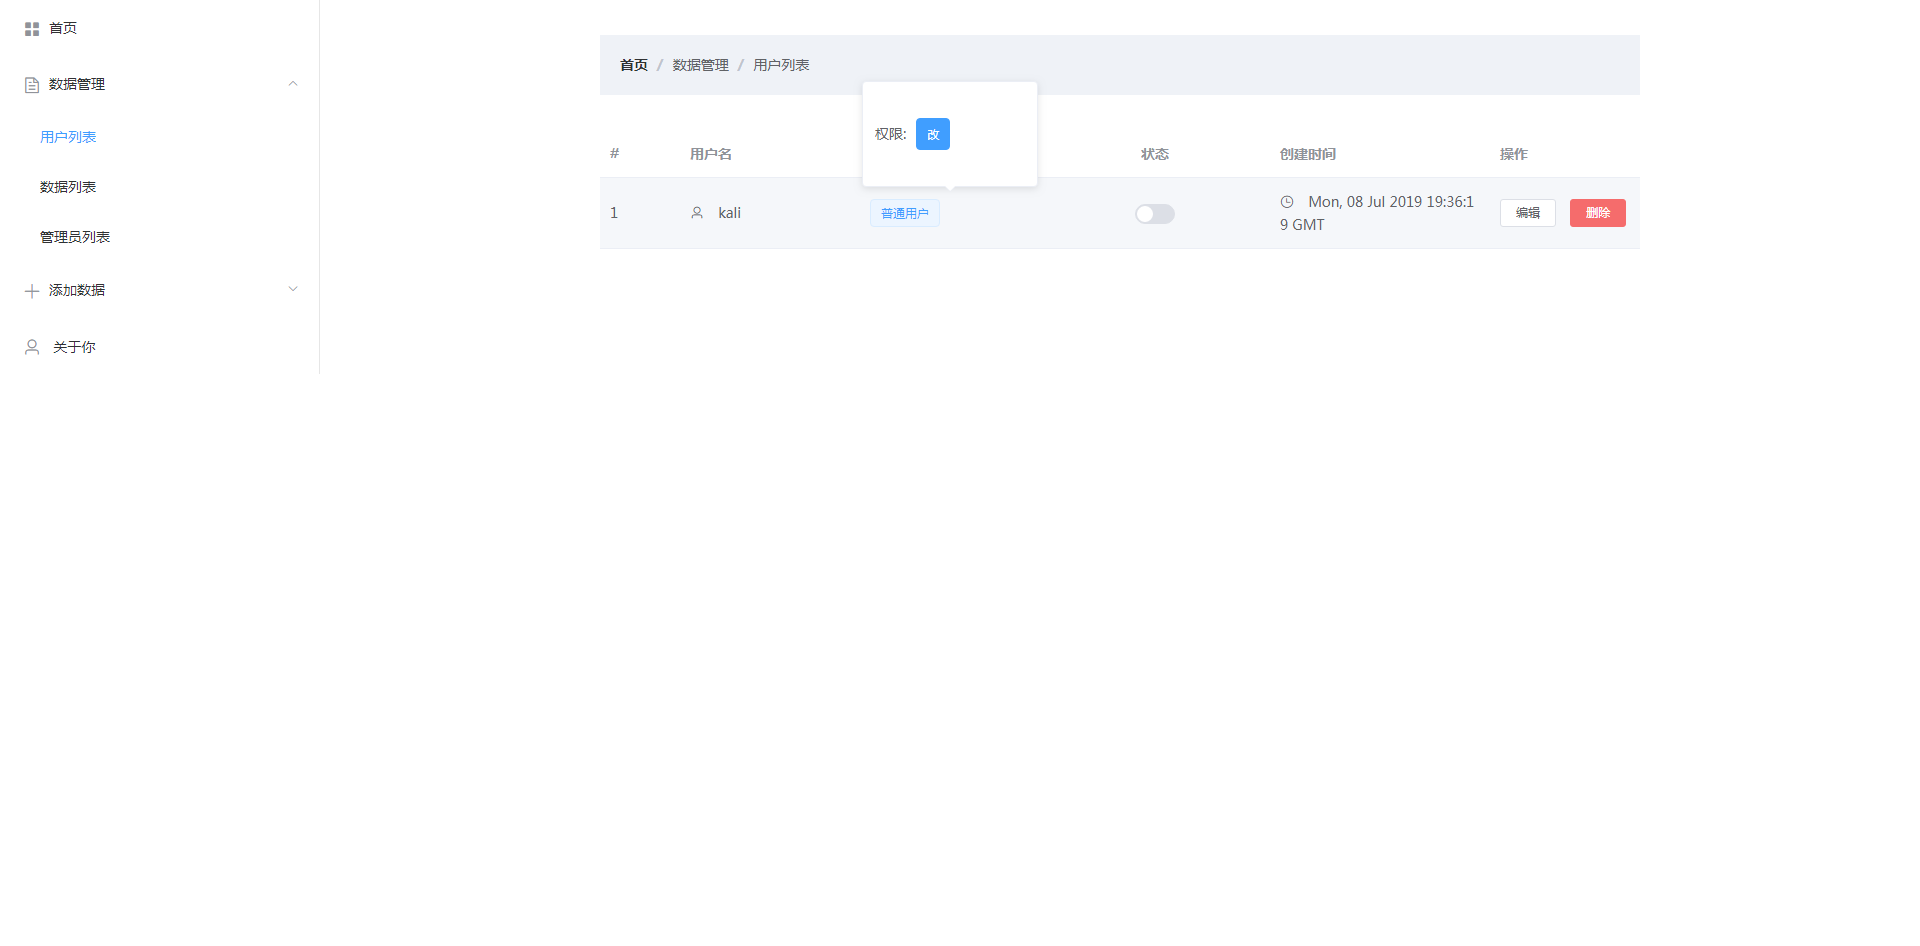 首页
数据管理
用户列表
数据列表
管理员列表
添加数据
关于你
首页 / 数据管理 / 用户列表
权限: 改
# 用户名 状态 创建时间 操作
1 kali 普通用户 Mon, 08 Jul 2019 19:36:1 编辑 删除
9 GMT